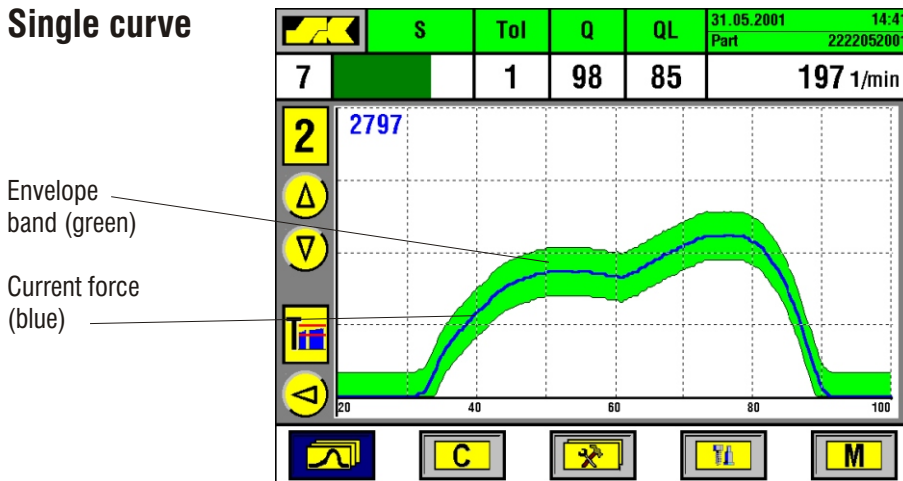 Single curve
S Tol Q QL 31.05.2001 14:41
Part 2222052001
7 1 98 85 197 1/min
2 2797
Envelope
band (green)
Current force
(blue)
T
20 40 60 80 100
C M